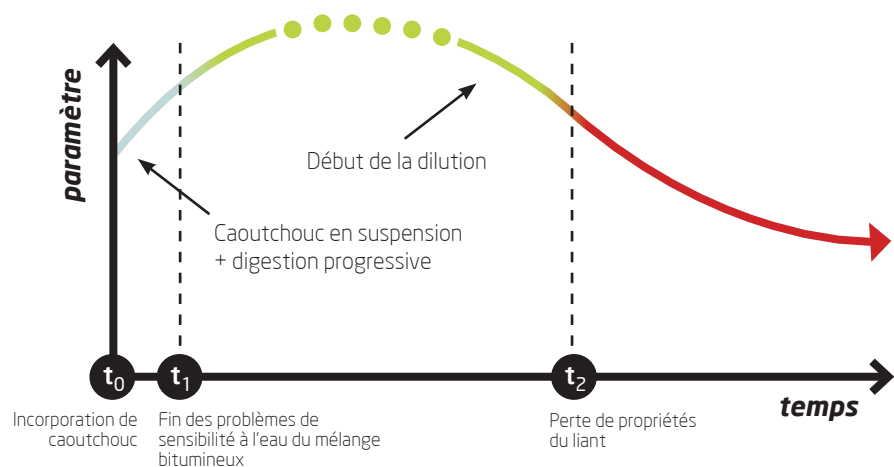 paramètre
Début de la dilution
Caoutchouc en suspension
+ digestion progressive
t0
t1
t2
temps
Incorporation de
caoutchouc
Fin des problèmes de
sensibilité à l'eau du mélange
bitumineux
Perte de propriétés
du liant